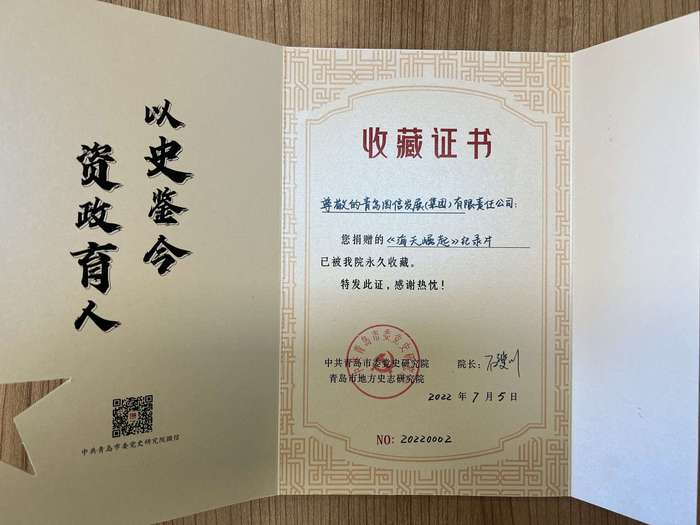 以史鉴今
资政育人
中共青岛市委党史研究院微信
收藏证书
尊敬的青岛国信发展(集团)有限责任公司:
您捐赠的《海天崛起》纪录片
已被我院永久收藏。
特发此证,感谢热忱!
中共青岛市委党史研究院 院长:
青岛市地方史志研究院
2022年7月5日
NO: 20220002